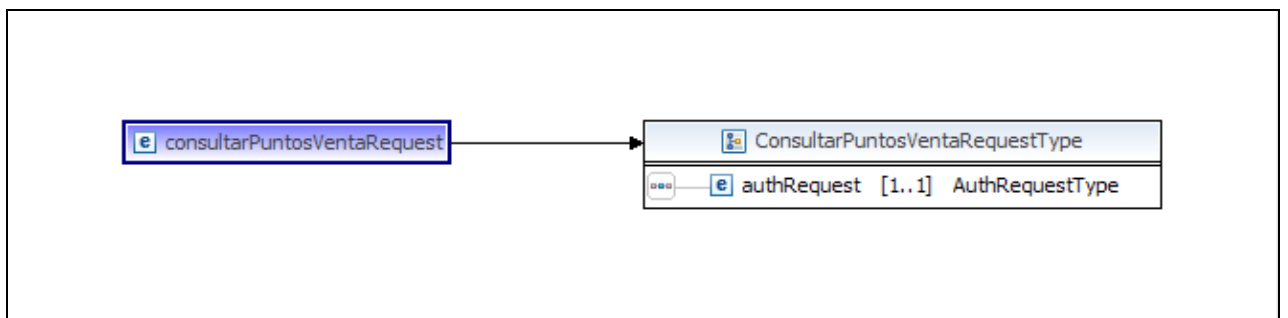 e consultarPuntosVentaRequest
ConsultarPuntosVentaRequestType
e authRequest [1..1] AuthRequestType